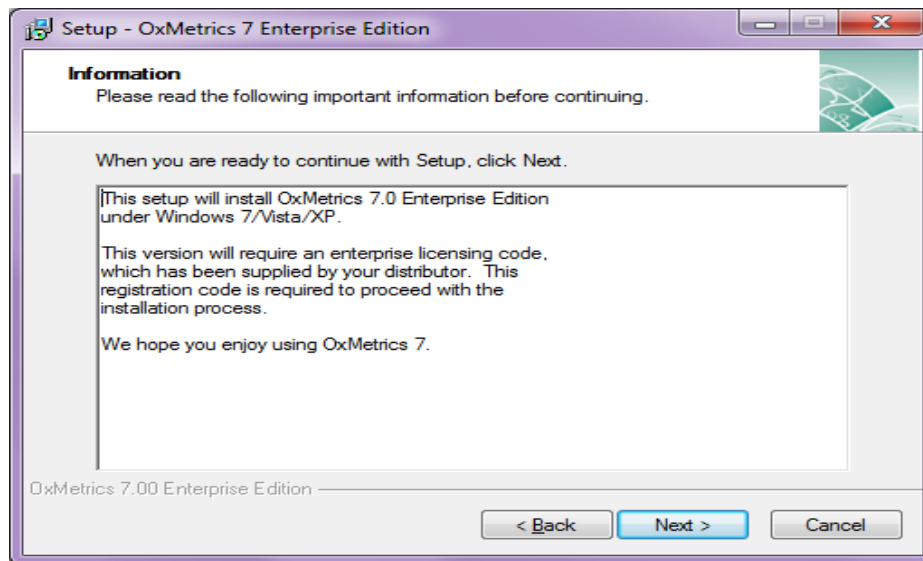 Setup - OxMetrics 7 Enterprise Edition
Information
Please read the following important information before continuing.
When you are ready to continue with Setup, click Next.
This setup will install OxMetrics 7.0 Enterprise Edition
under Windows 7/Vista/XP.
This version will require an enterprise licensing code,
which has been supplied by your distributor.  This
registration code is required to proceed with the
installation process.
We hope you enjoy using OxMetrics 7.
OxMetrics 7.00 Enterprise Edition
< Back
Next >
Cancel